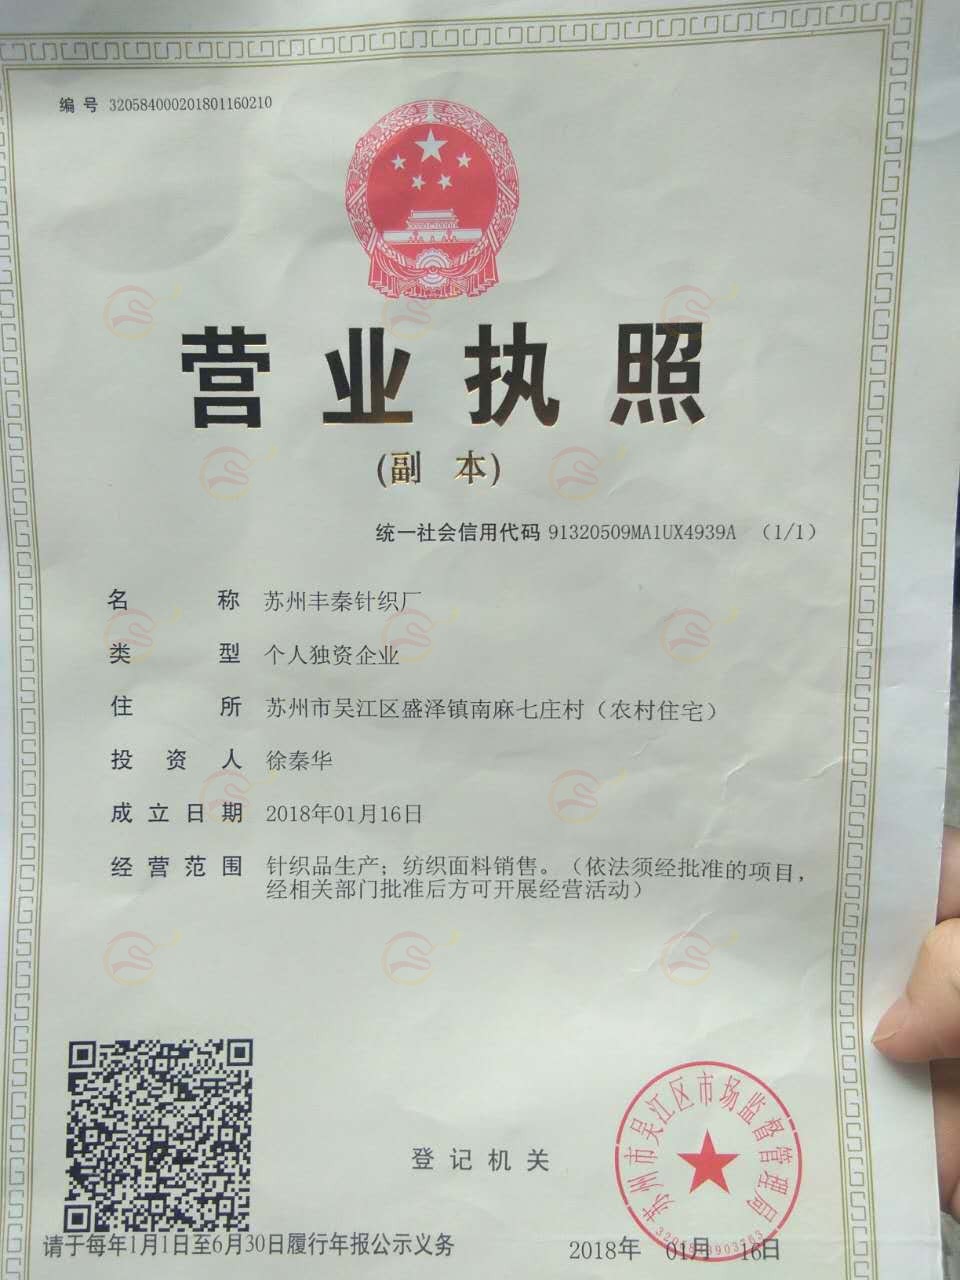 编 号 320584000201801160210
营业执照
(副 本)
统一社会信用代码 91320509MA1UX4939A （1/1）
名 称 苏州丰秦针织厂
类 型 个人独资企业
住 所 苏州市吴江区盛泽镇南麻七庄村（农村住宅）
投 资 人 徐秦华
成 立 日 期 2018年01月16日
经 营 范 围 针织品生产；纺织面料销售。（依法须经批准的项目，
经相关部门批准后方可开展经营活动）
苏州市吴江区市场监督管理局
登 记 机 关
2018年 01月 16日
请于每年1月1日至6月30日履行年报公示义务